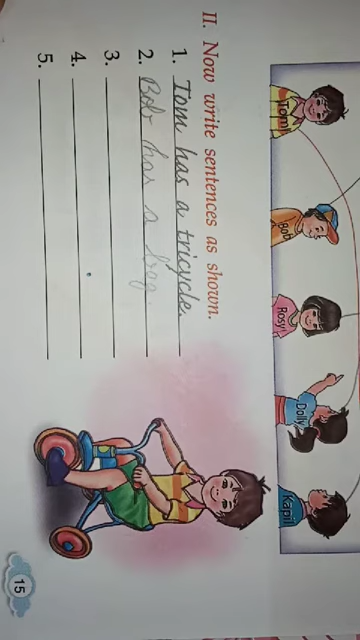 Tom
Bob
Rosy
Dolly
Kapil
II. Now write sentences as shown.
1. Tom has a tricycle.
2. Bob has a
3.
4.
5.
15